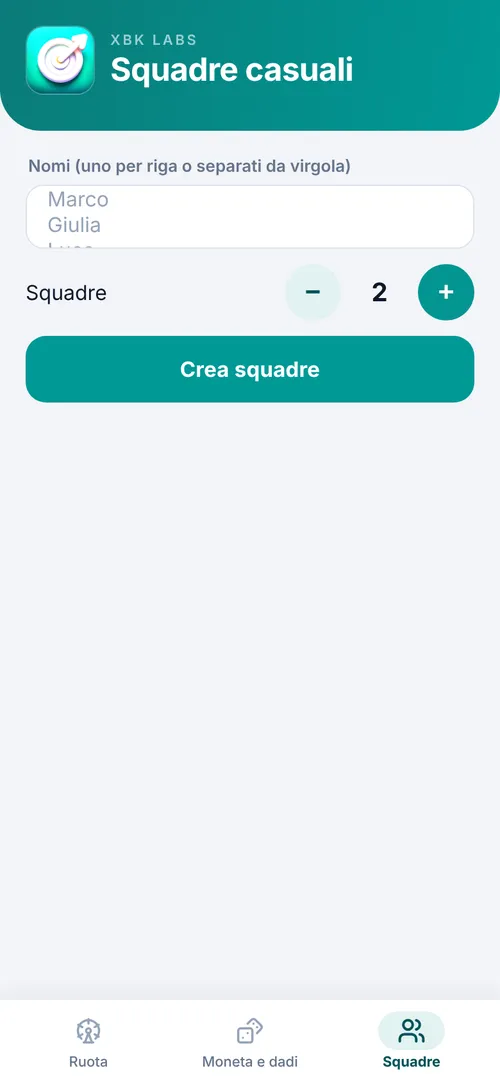 XBK LABS
Squadre casuali
Nomi (uno per riga o separati da virgola)
Marco
Giulia
Squadre
− 2 +
Crea squadre
Ruota
Moneta e dadi
Squadre